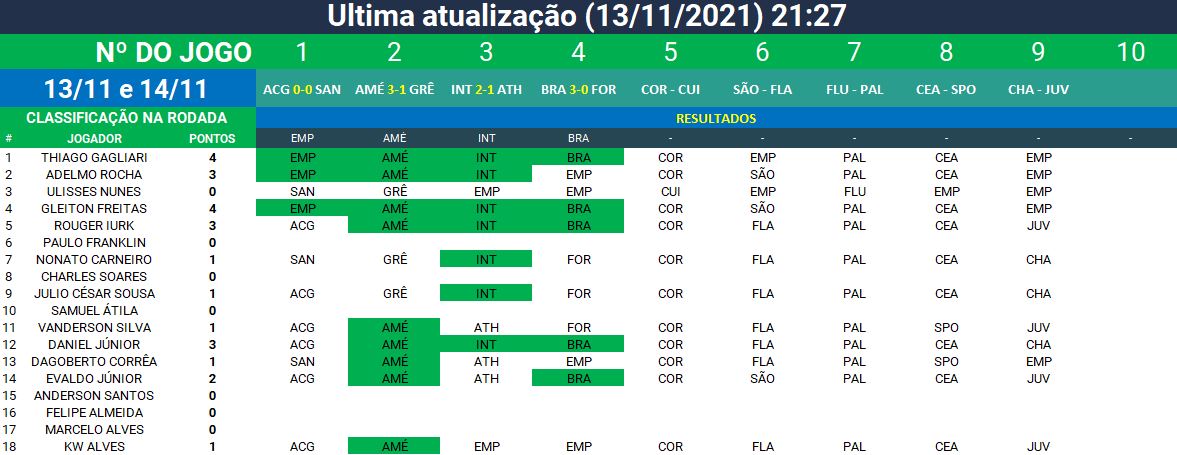 Ultima atualização (13/11/2021) 21:27
Nº DO JOGO 1 2 3 4 5 6 7 8 9 10
13/11 e 14/11 ACG 0-0 SAN AMÉ 3-1 GRÊ INT 2-1 ATH BRA 3-0 FOR COR - CUI SÃO - FLA FLU - PAL CEA - SPO CHA - JUV
CLASSIFICAÇÃO NA RODADA RESULTADOS
# JOGADOR PONTOS EMP AMÉ INT BRA - - - - - -
1 THIAGO GAGLIARI 4 EMP AMÉ INT BRA COR EMP PAL CEA EMP
2 ADELMO ROCHA 3 EMP AMÉ INT EMP COR SÃO PAL CEA EMP
3 ULISSES NUNES 0 SAN GRÊ EMP EMP CUI EMP FLU EMP EMP
4 GLEITON FREITAS 4 EMP AMÉ INT BRA COR SÃO PAL CEA EMP
5 ROUGER IURK 3 ACG AMÉ INT BRA COR FLA PAL CEA JUV
6 PAULO FRANKLIN 0
7 NONATO CARNEIRO 1 SAN GRÊ INT FOR COR FLA PAL CEA CHA
8 CHARLES SOARES 0
9 JULIO CÉSAR SOUSA 1 ACG GRÊ INT FOR COR FLA PAL CEA CHA
10 SAMUEL ÁTILA 0
11 VANDERSON SILVA 1 ACG AMÉ ATH FOR COR FLA PAL SPO JUV
12 DANIEL JÚNIOR 3 ACG AMÉ INT BRA COR FLA PAL CEA CHA
13 DAGOBERTO CORRÊA 1 SAN AMÉ ATH EMP COR FLA PAL SPO EMP
14 EVALDO JÚNIOR 2 ACG AMÉ ATH BRA COR SÃO PAL CEA JUV
15 ANDERSON SANTOS 0
16 FELIPE ALMEIDA 0
17 MARCELO ALVES 0
18 KW ALVES 1 ACG AMÉ EMP EMP COR FLA PAL CEA JUV